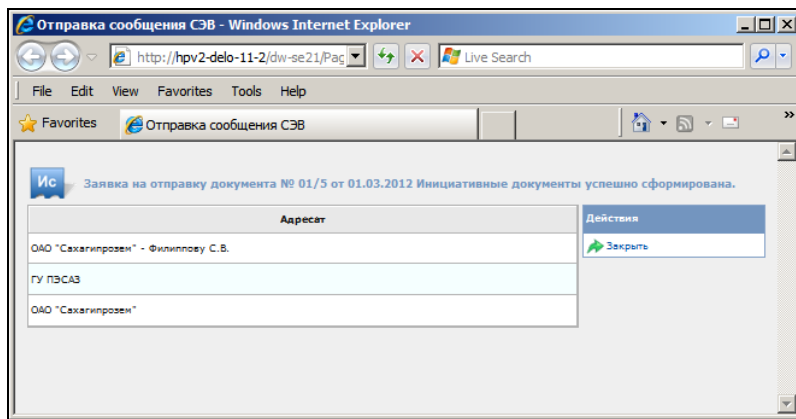 Отправка сообщения СЭВ - Windows Internet Explorer
http://hpv2-delo-11-2/dw-se21/Pag
Live Search
File Edit View Favorites Tools Help
Favorites Отправка сообщения СЭВ
Ис Заявка на отправку документа № 01/5 от 01.03.2012 Инициативные документы успешно сформирована.
Адресат Действия
ОАО "Сахагипрозем" - Филиппову С.В. Закрыть
ГУ ПЭСАЗ
ОАО "Сахагипрозем"